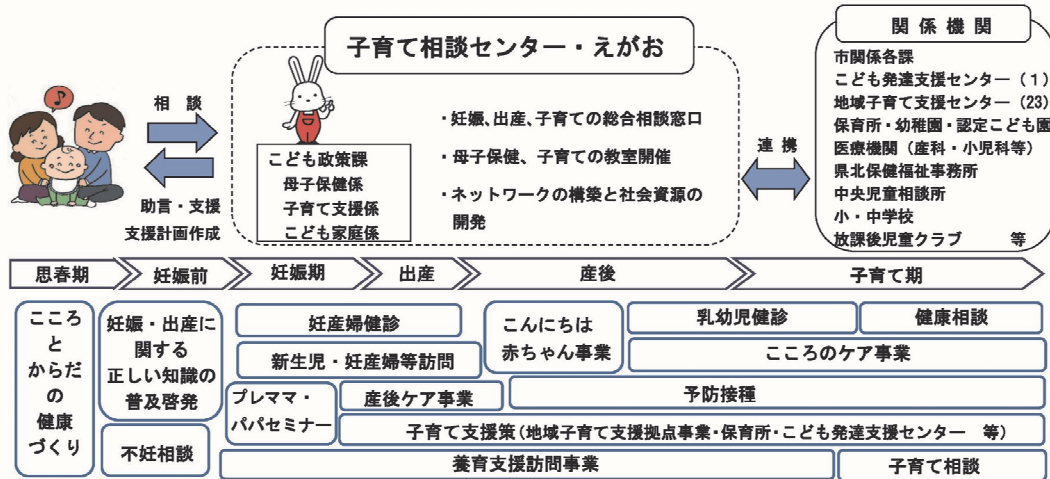 子育て相談センター・えがお
相 談
助言・支援
支援計画作成
こども政策課
母子保健係
子育て支援係
こども家庭係
・妊娠、出産、子育ての総合相談窓口
・母子保健、子育ての教室開催
・ネットワークの構築と社会資源の
開発
連 携
関 係 機 関
市関係各課
こども発達支援センター（1）
地域子育て支援センター（23）
保育所・幼稚園・認定こども園
医療機関（産科・小児科等）
県北保健福祉事務所
中央児童相談所
小・中学校
放課後児童クラブ　等
思春期
妊娠前
妊娠期
出産
産後
子育て期
こころ
と
からだ
の
健康
づくり
妊娠・出産に
関する
正しい知識の
普及啓発
不妊相談
妊産婦健診
新生児・妊産婦等訪問
プレママ・
パパセミナー
産後ケア事業
こんにちは
赤ちゃん事業
乳幼児健診
健康相談
こころのケア事業
予防接種
子育て支援策（地域子育て支援拠点事業・保育所・こども発達支援センター　等）
養育支援訪問事業
子育て相談